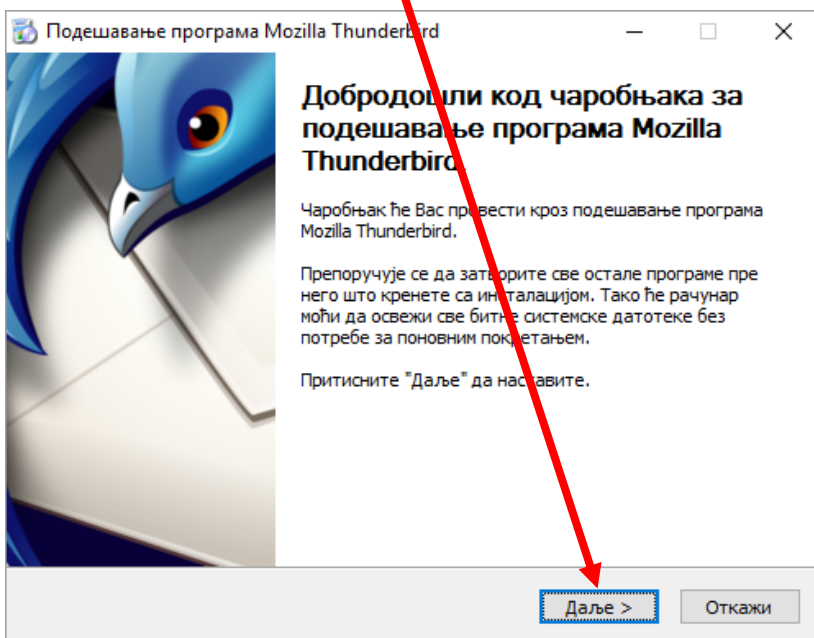 Подешавање програма Mozilla Thunderbird
Добродошли код чаробњака за
подешавање програма Mozilla
Thunderbird.
Чаробњак ће Вас провести кроз подешавање програма
Mozilla Thunderbird.
Препоручује се да затворите све остале програме пре
него што кренете са инсталацијом. Тако ће рачунар
моћи да освежи све битне системске датотеке без
потребе за поновним покретањем.
Притисните "Даље" да наставите.
Даље >
Откажи